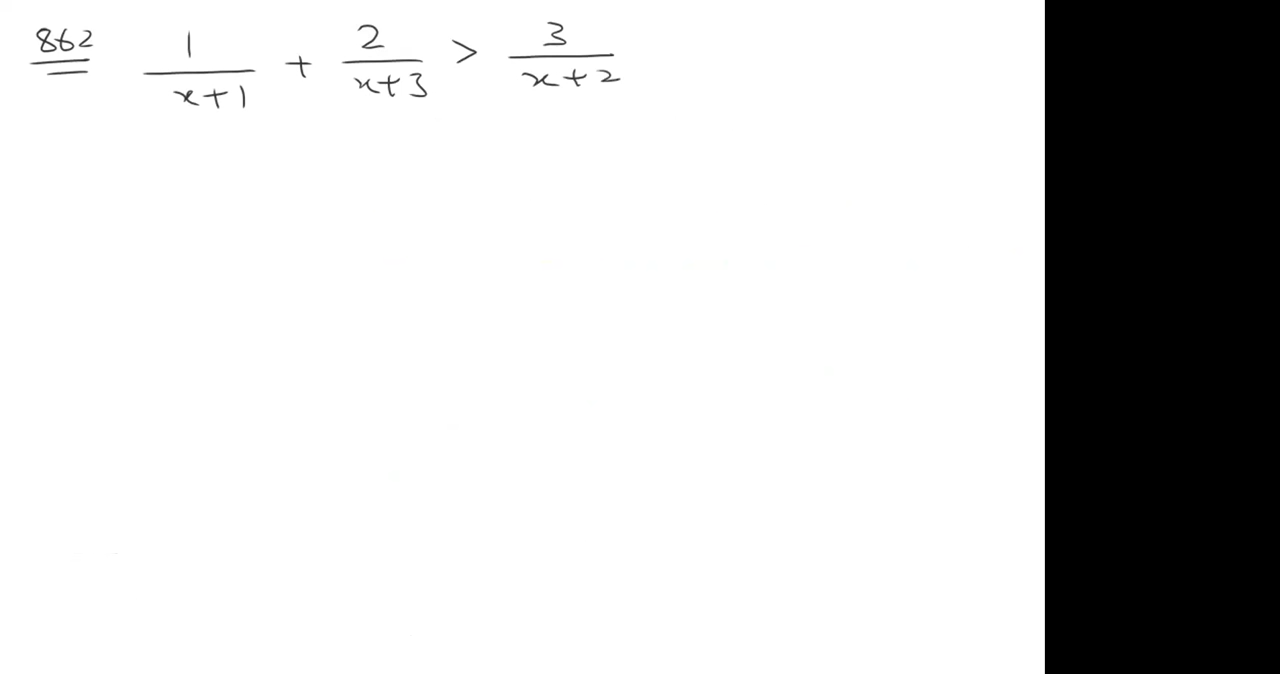 862 1/(x+1) + 2/(x+3) > 3/(x+2)